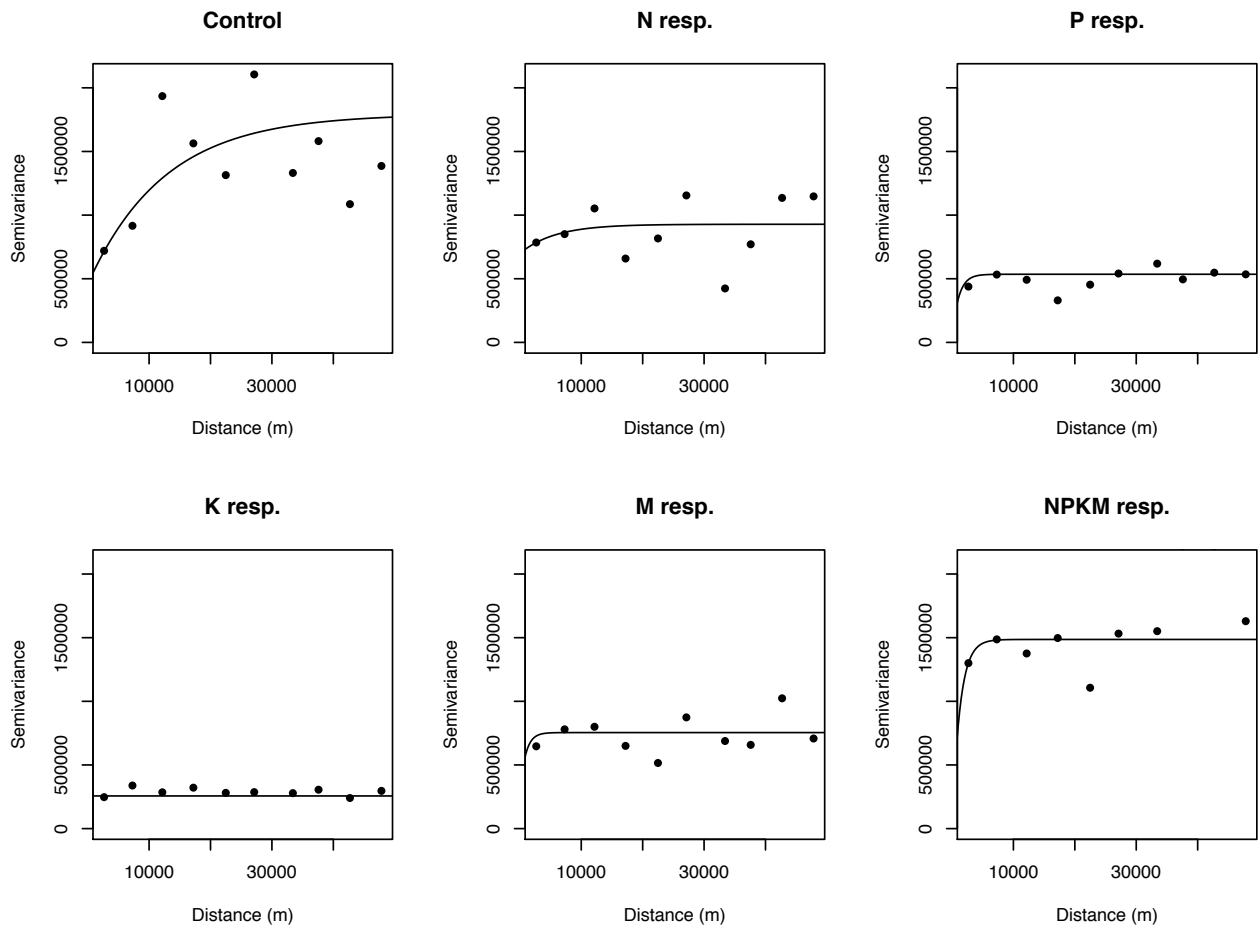 Control
Semivariance
0 500000 1500000
10000 30000
Distance (m)
N resp.
Semivariance
0 500000 1500000
10000 30000
Distance (m)
P resp.
Semivariance
0 500000 1500000
10000 30000
Distance (m)
K resp.
Semivariance
0 500000 1500000
10000 30000
Distance (m)
M resp.
Semivariance
0 500000 1500000
10000 30000
Distance (m)
NPKM resp.
Semivariance
0 500000 1500000
10000 30000
Distance (m)